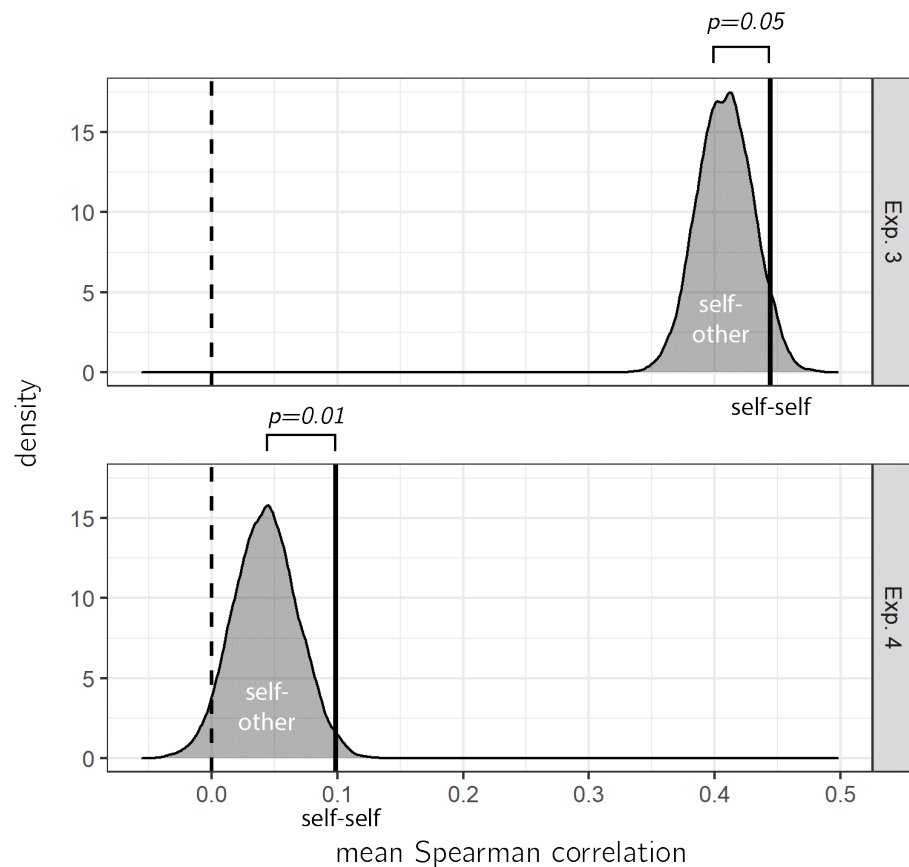 p=0.05
15
10
5
0
self-
other
Exp. 3
self-self
density
p=0.01
15
10
5
0
self-
other
Exp. 4
0.0 0.1 0.2 0.3 0.4 0.5
self-self
mean Spearman correlation